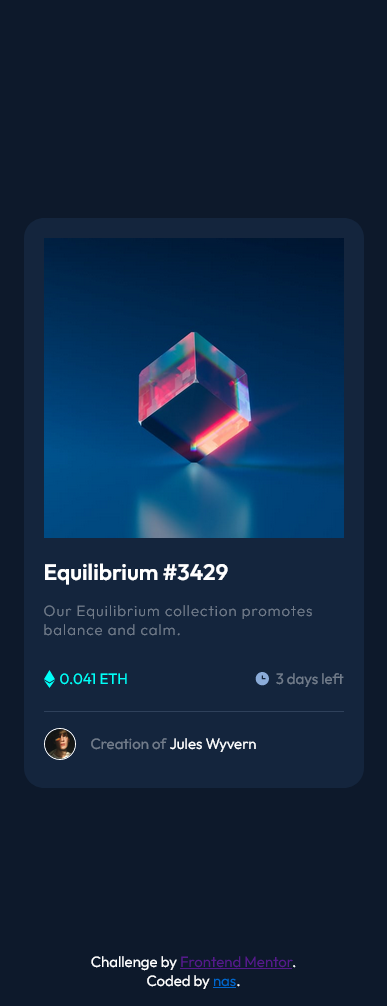 Equilibrium #3429
Our Equilibrium collection promotes
balance and calm.
0.041 ETH
3 days left
Creation of Jules Wyvern
Challenge by Frontend Mentor.
Coded by nas.